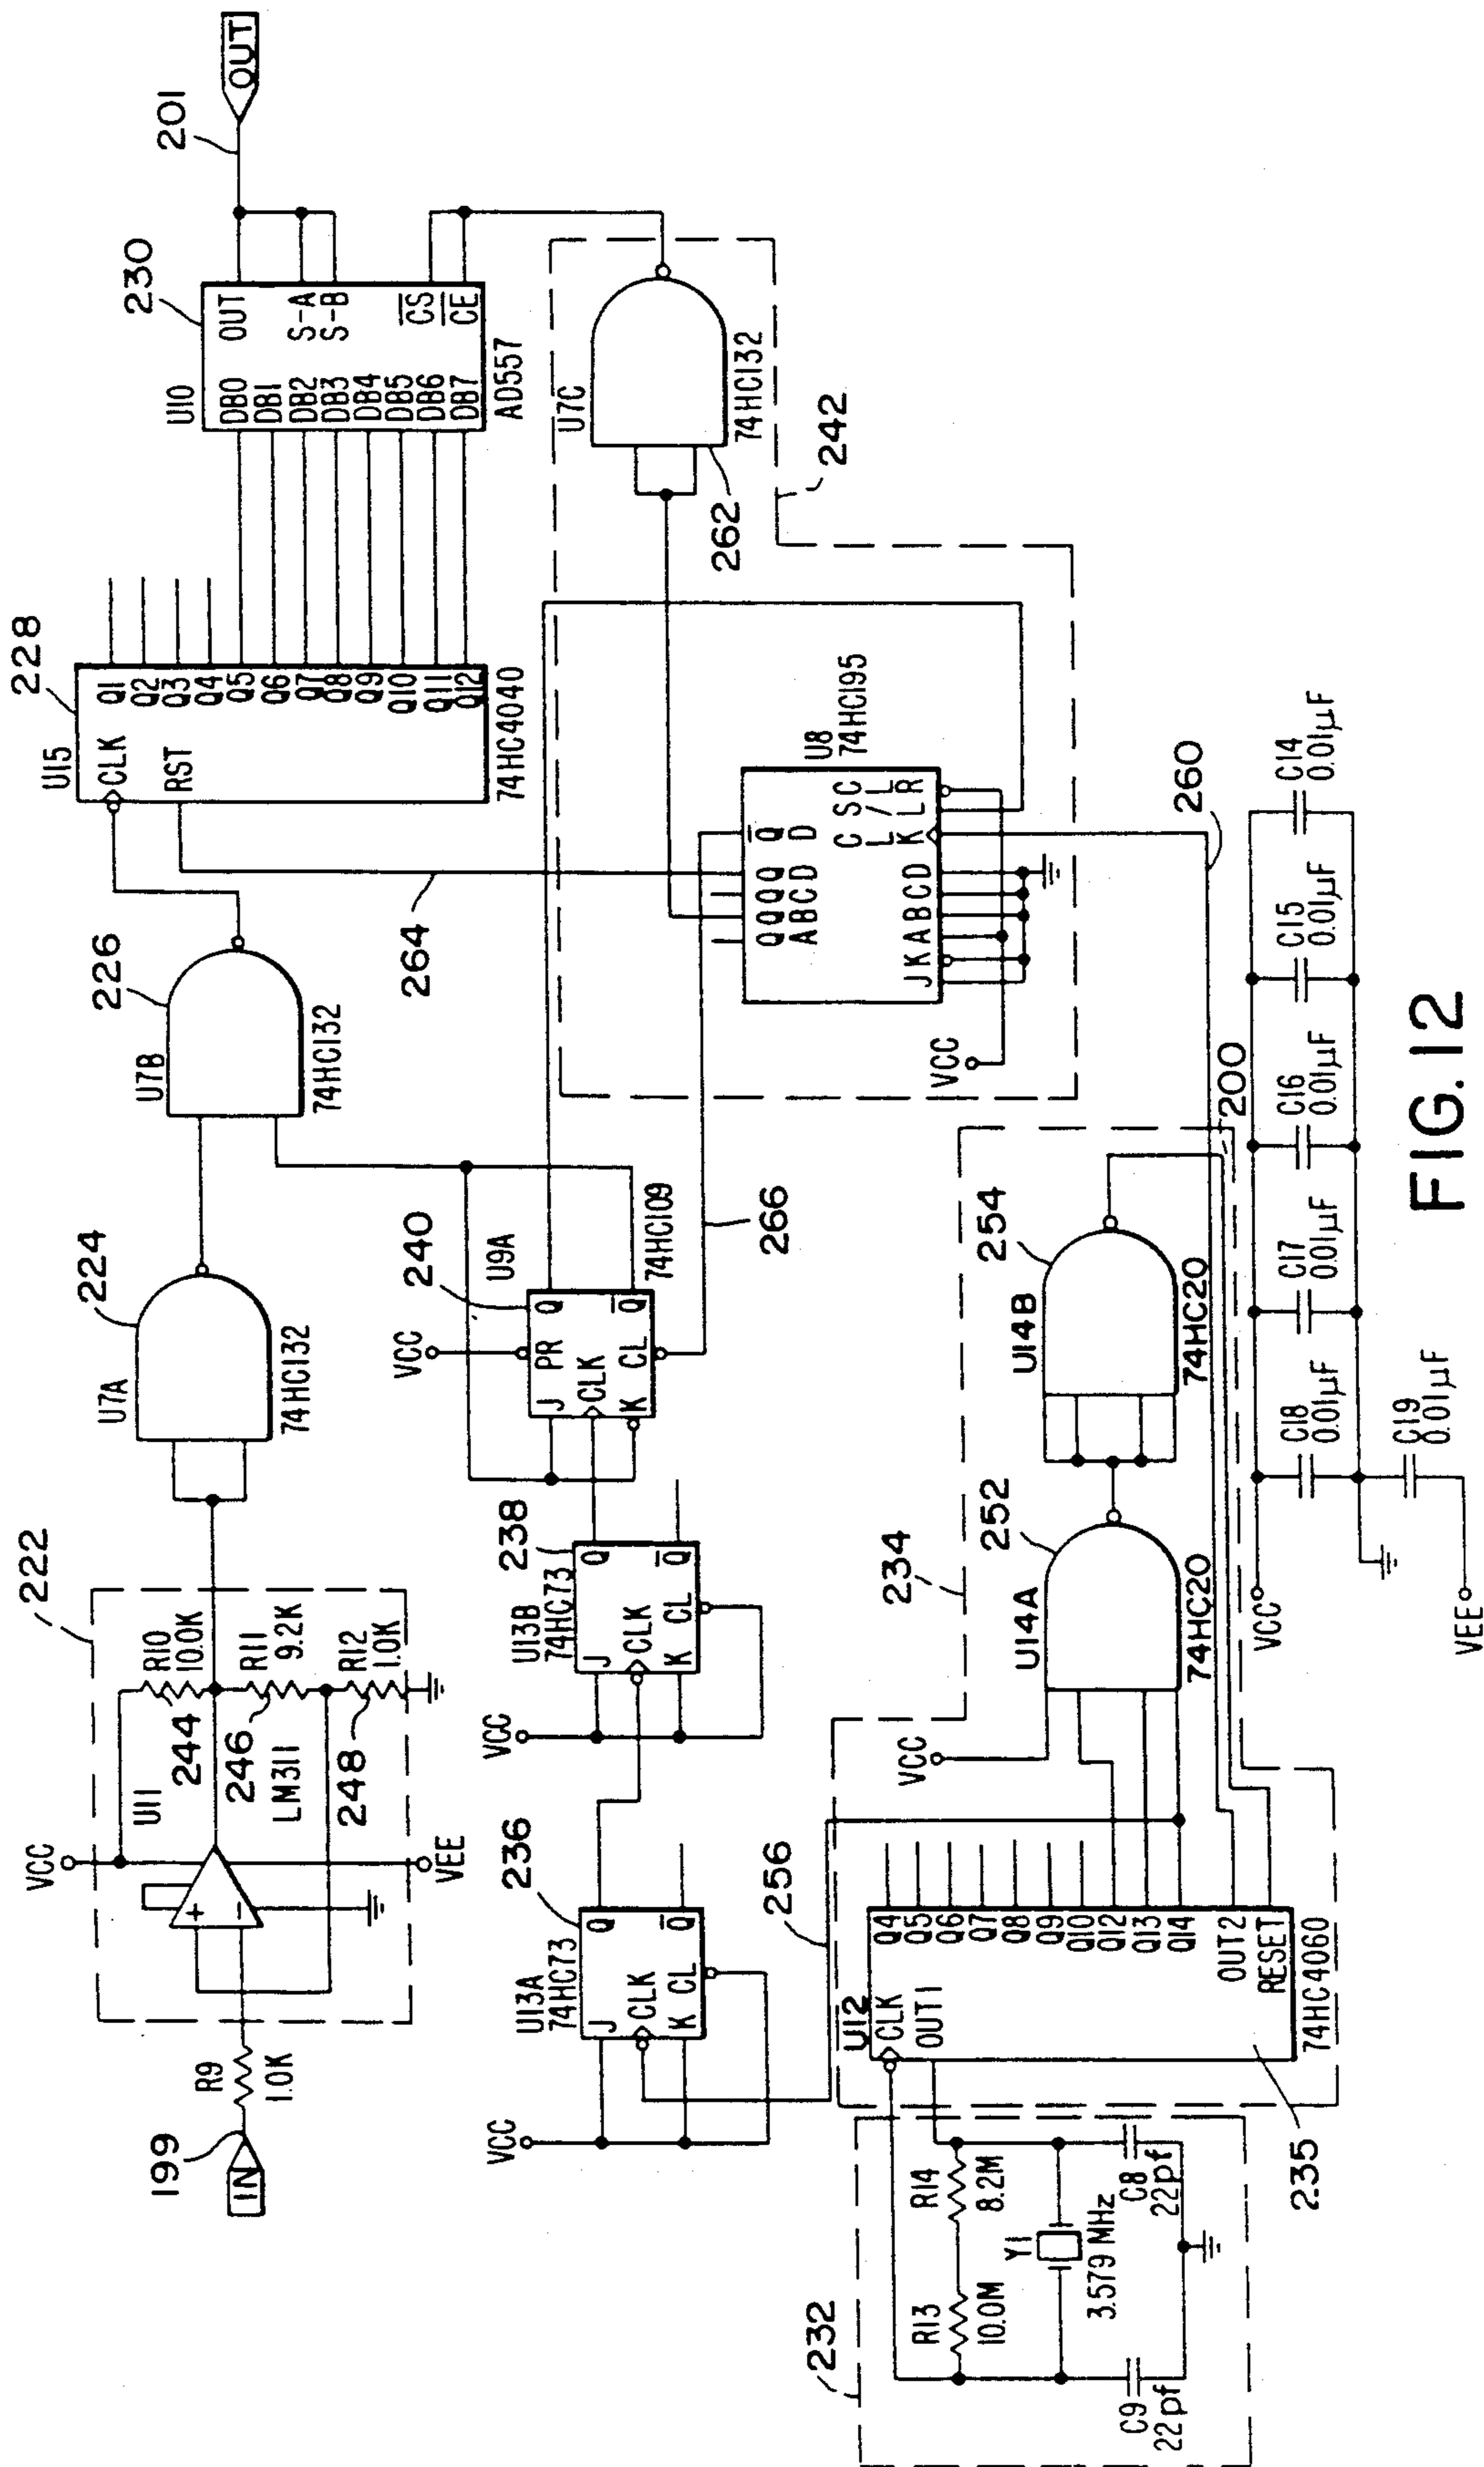 199
IN
R9
1.0K
VCC
U11
222
R10
10.0K
244
R11
9.2K
246
LM311
R12
1.0K
248
VEE
+
-
U7A
224
74HC132
U7B
226
74HC132
U15
228
CLK
RST
Q1
Q2
Q3
Q4
Q5
Q6
Q7
Q8
Q9
Q10
Q11
Q12
74HC4040
264
U10
230
DB0
DB1
DB2
DB3
DB4
DB5
DB6
DB7
OUT
S-A
S-B
CS
CE
AD557
201
OUT
VCC
U13A
74HC73
236
J
CLK
K
CL
Q
Q
VCC
U13B
74HC73
238
J
CLK
K
CL
Q
Q
VCC
240
U9A
J
PR
CLK
K
CL
Q
Q
74HC109
266
VCC
U8
74HC195
Q Q Q Q Q
A B C D D
J K A B C D
C L K
S / L
C L R
U7C
74HC132
262
242
260
232
R13
10.0M
R14
8.2M
Y1
3.579 MHz
C9
22pf
C8
22pf
256
U12
CLK
OUT1
Q4
Q5
Q6
Q7
Q8
Q9
Q10
Q12
Q13
Q14
OUT2
RESET
74HC4060
235
234
VCC
U14A
252
74HC20
U14B
254
74HC20
200
VCC
C18
0.01µF
C17
0.01µF
C16
0.01µF
C15
0.01µF
C14
0.01µF
C19
0.01µF
VEE
FIG. 12